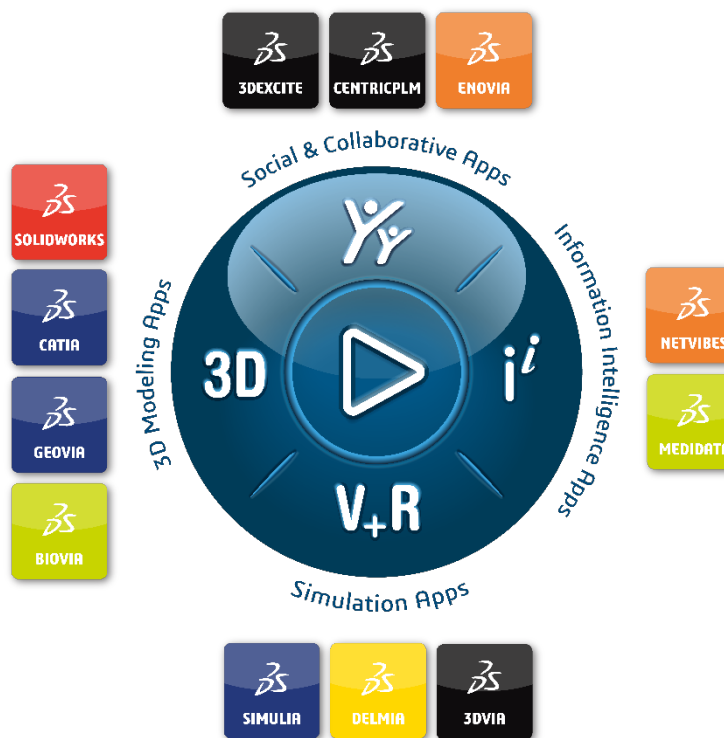 3DEXCITE
CENTRICPLM
ENOVIA
Social & Collaborative Apps
SOLIDWORKS
CATIA
GEOVIA
BIOVIA
3D Modeling Apps
3D
i i
V+R
Information Intelligence Apps
NETVIBES
MEDIDATA
Simulation Apps
SIMULIA
DELMIA
3DVIA